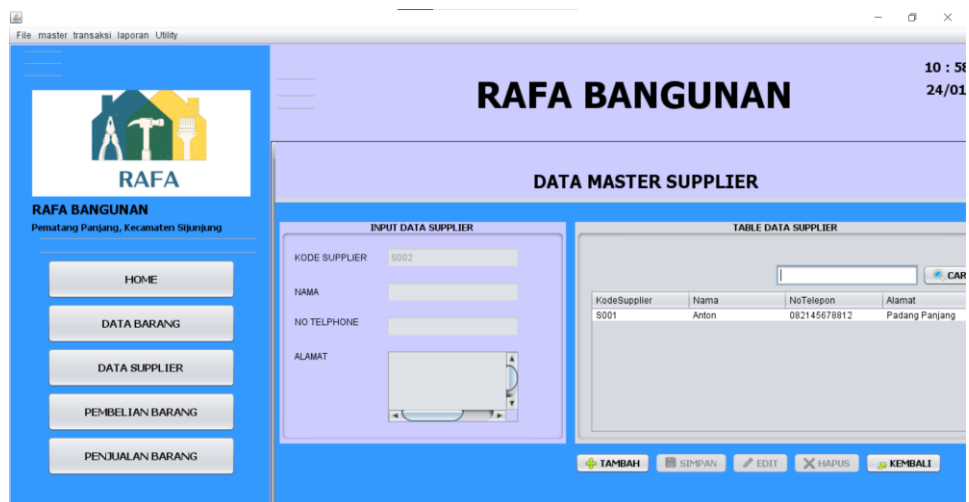 File master transaksi laporan Utility
10 : 58
24/01
RAFA BANGUNAN
RAFA
RAFA BANGUNAN
Pematang Panjang, Kecamaten Sijunjung
HOME
DATA BARANG
DATA SUPPLIER
PEMBELIAN BARANG
PENJUALAN BARANG
DATA MASTER SUPPLIER
INPUT DATA SUPPLIER
KODE SUPPLIER S002
NAMA
NO TELPHONE
ALAMAT
TABLE DATA SUPPLIER
CAR
KodeSupplier Nama NoTelepon Alamat
S001 Anton 082145678812 Padang Panjang
TAMBAH SIMPAN EDIT HAPUS KEMBALI